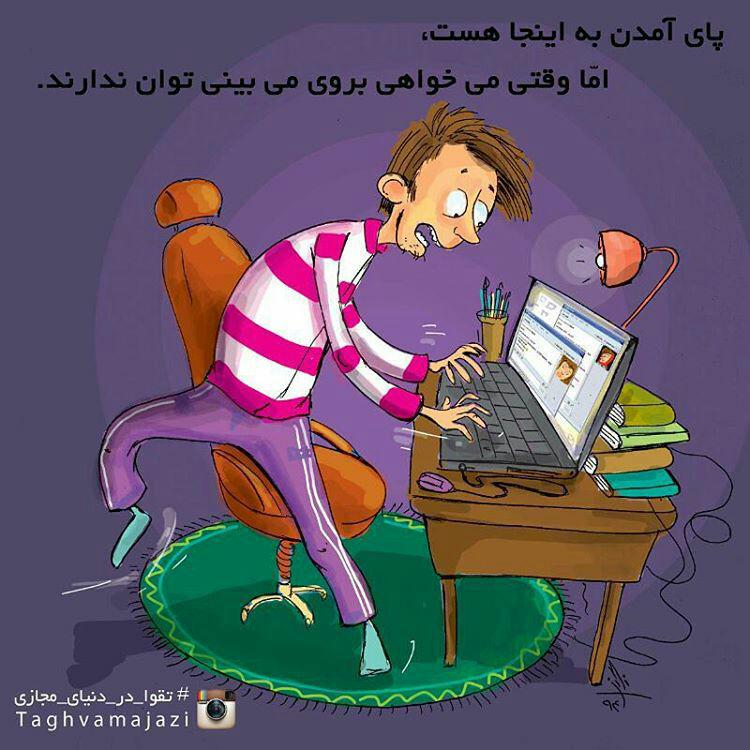 پای آمدن به اینجا هست،
امّا وقتی می خواهی بروی می بینی توان ندارند.
#تقوا_در_دنیای_مجازی
Taghvamajazi